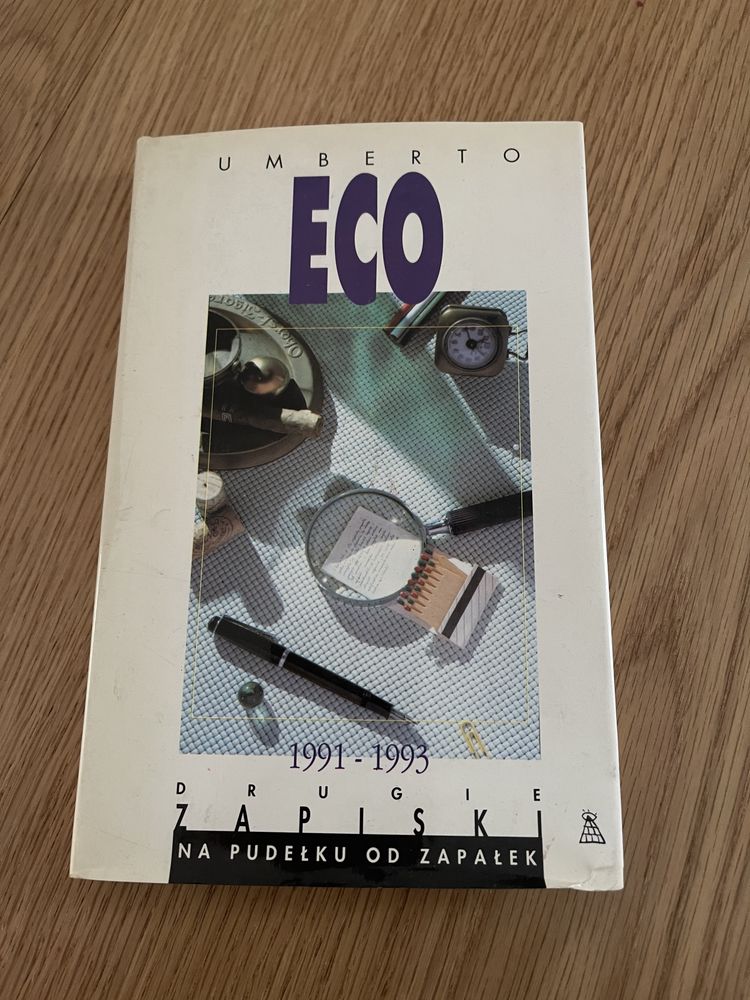 UMBERTO
ECO
1991 - 1993
DRUGIE
ZAPISKI
NA PUDEŁKU OD ZAPAŁEK